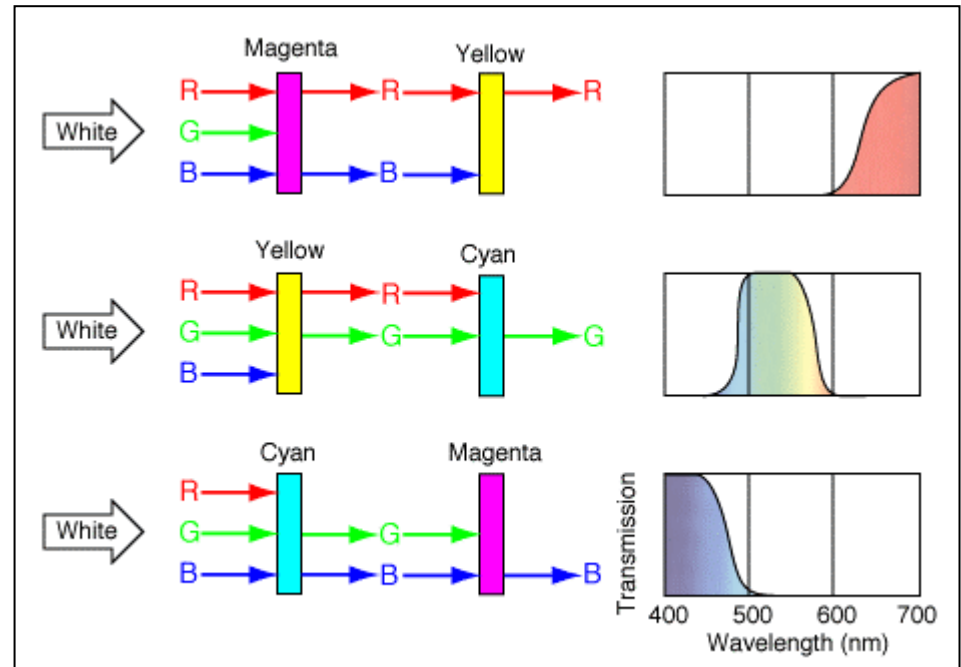 Magenta
Yellow
R R R
White G
B B
Yellow
Cyan
R R
White G G G
B
Cyan
Magenta
R
White G G
B B B
Transmission
400 500 600 700
Wavelength (nm)